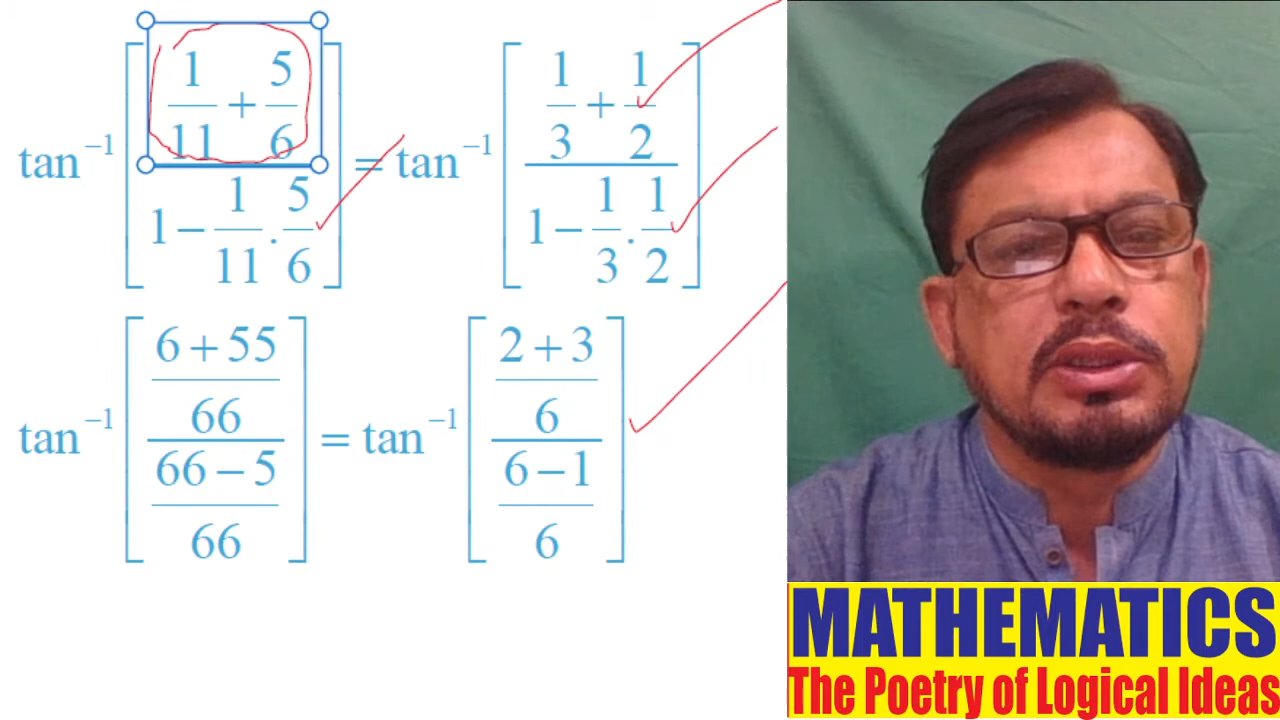 tan⁻¹ [ (1/11 + 5/6) / (1 − 1/11 . 5/6) ] = tan⁻¹ [ (1/3 + 1/2) / (1 − 1/3 . 1/2) ]
tan⁻¹ [ ((6 + 55)/66) / ((66 − 5)/66) ] = tan⁻¹ [ ((2 + 3)/6) / ((6 − 1)/6) ]
MATHEMATICS
The Poetry of Logical Ideas